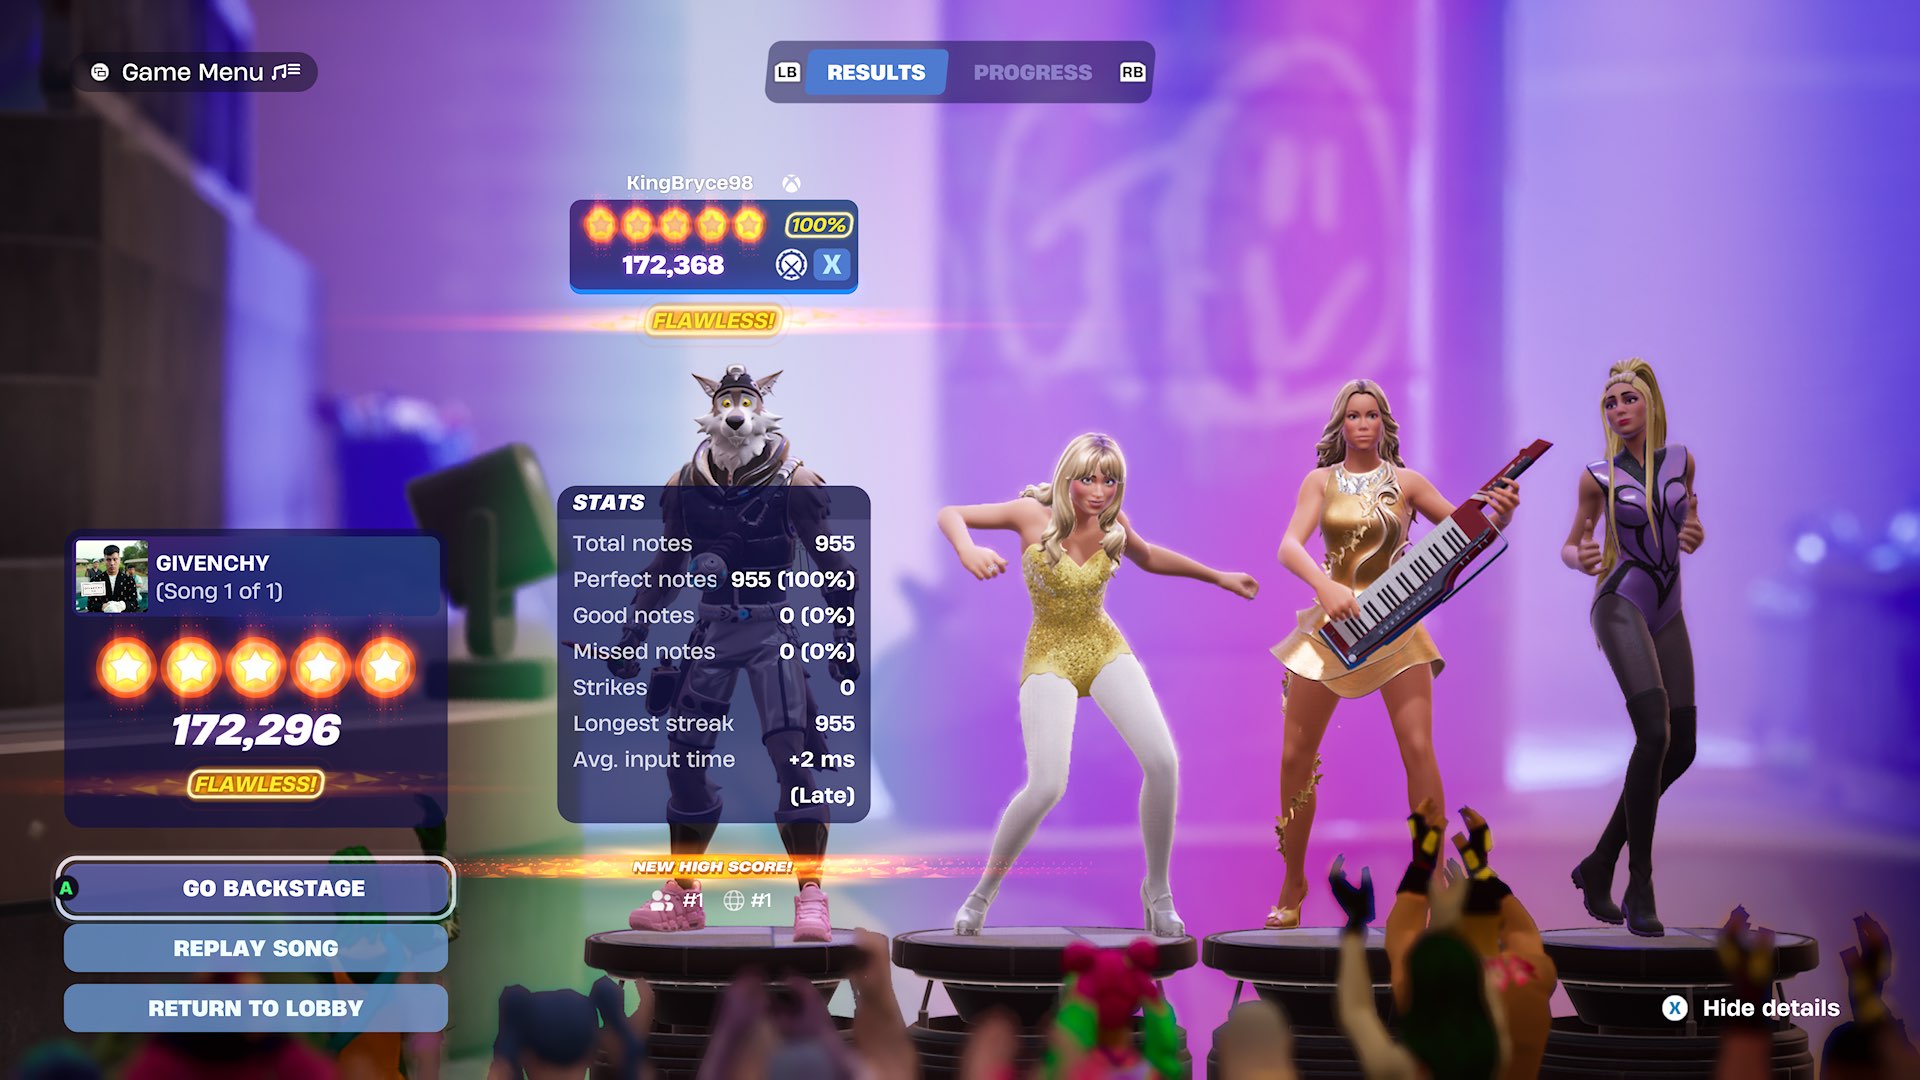 Game Menu
LB RESULTS PROGRESS RB
KingBryce98
100%
172,368
X
FLAWLESS!
STATS
Total notes 955
Perfect notes 955 (100%)
Good notes 0 (0%)
Missed notes 0 (0%)
Strikes 0
Longest streak 955
Avg. input time +2 ms
(Late)
NEW HIGH SCORE!
#1 #1
GIVENCHY
(Song 1 of 1)
172,296
FLAWLESS!
A GO BACKSTAGE
REPLAY SONG
RETURN TO LOBBY
X Hide details